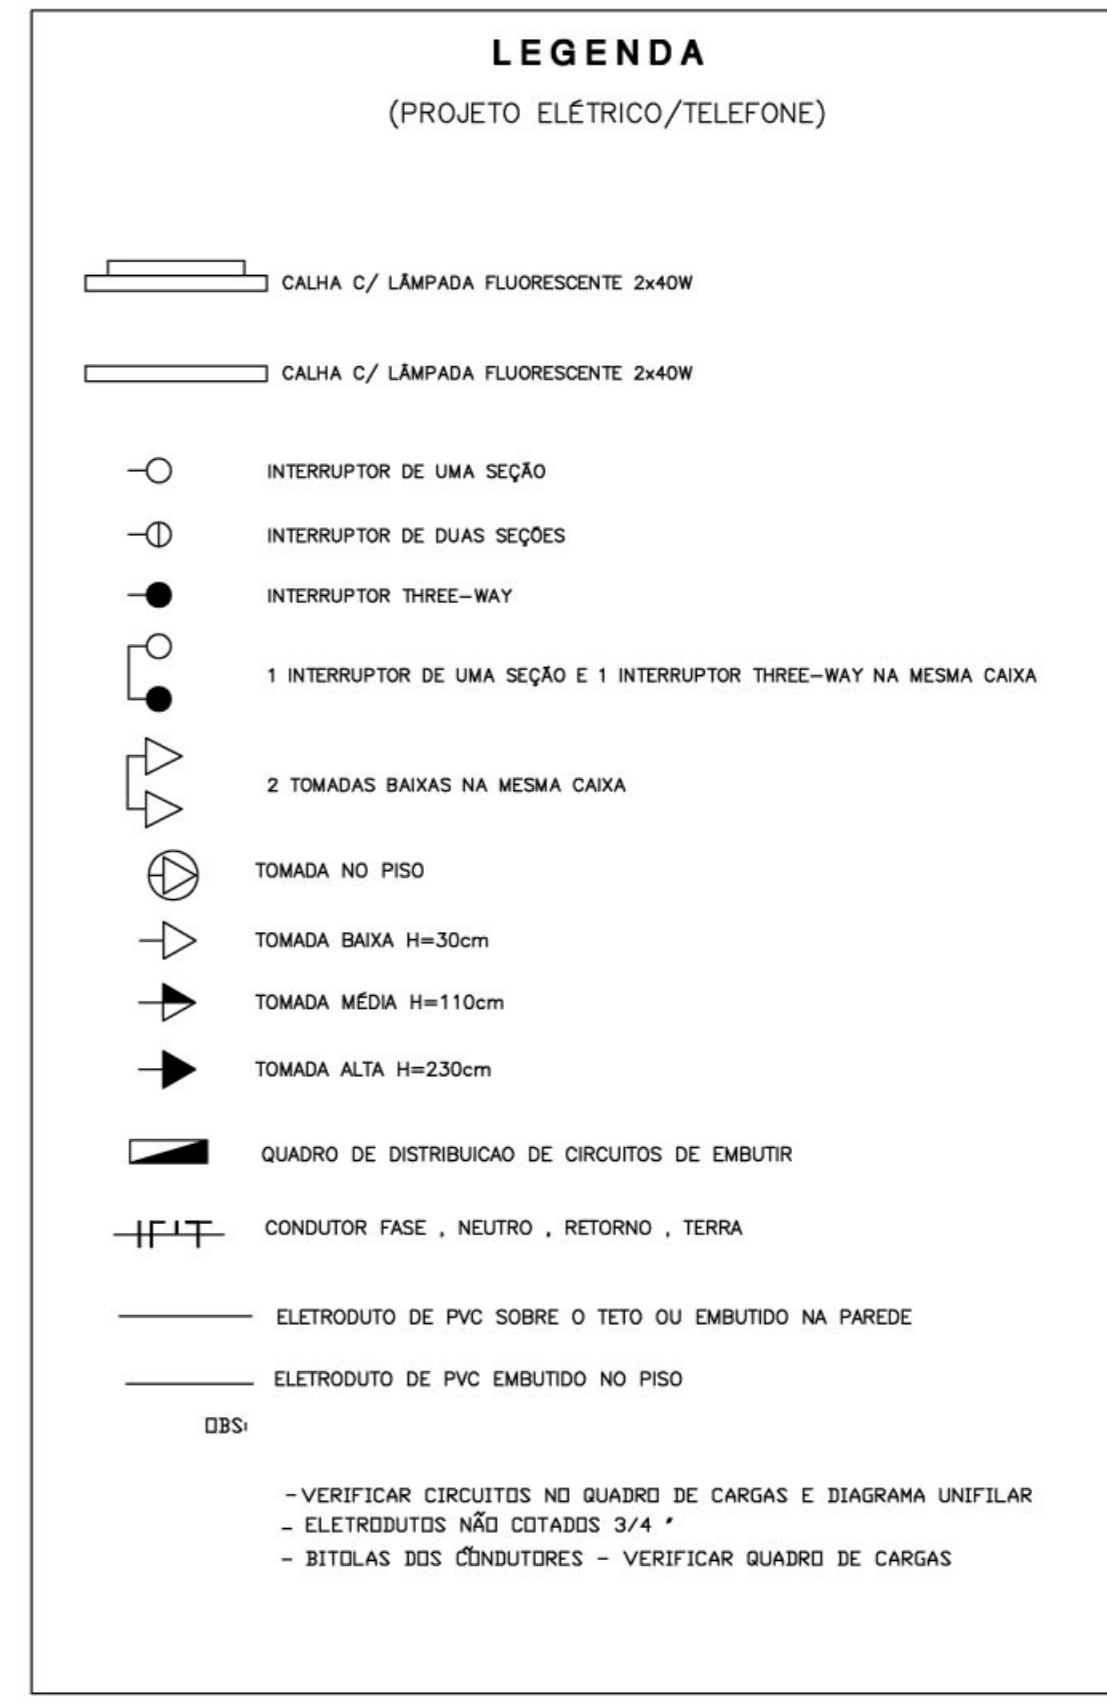 LEGENDA
(PROJETO ELÉTRICO/TELEFONE)
CALHA C/ LÂMPADA FLUORESCENTE 2x40W
CALHA C/ LÂMPADA FLUORESCENTE 2x40W
INTERRUPTOR DE UMA SEÇÃO
INTERRUPTOR DE DUAS SEÇÕES
INTERRUPTOR THREE-WAY
1 INTERRUPTOR DE UMA SEÇÃO E 1 INTERRUPTOR THREE-WAY NA MESMA CAIXA
2 TOMADAS BAIXAS NA MESMA CAIXA
TOMADA NO PISO
TOMADA BAIXA H=30cm
TOMADA MÉDIA H=110cm
TOMADA ALTA H=230cm
QUADRO DE DISTRIBUICAO DE CIRCUITOS DE EMBUTIR
CONDUTOR FASE , NEUTRO , RETORNO , TERRA
ELETRODUTO DE PVC SOBRE O TETO OU EMBUTIDO NA PAREDE
ELETRODUTO DE PVC EMBUTIDO NO PISO
OBS:
-VERIFICAR CIRCUITOS NO QUADRO DE CARGAS E DIAGRAMA UNIFILAR
- ELETRODUTOS NÃO COTADOS 3/4 "
- BITOLAS DOS CONDUTORES - VERIFICAR QUADRO DE CARGAS